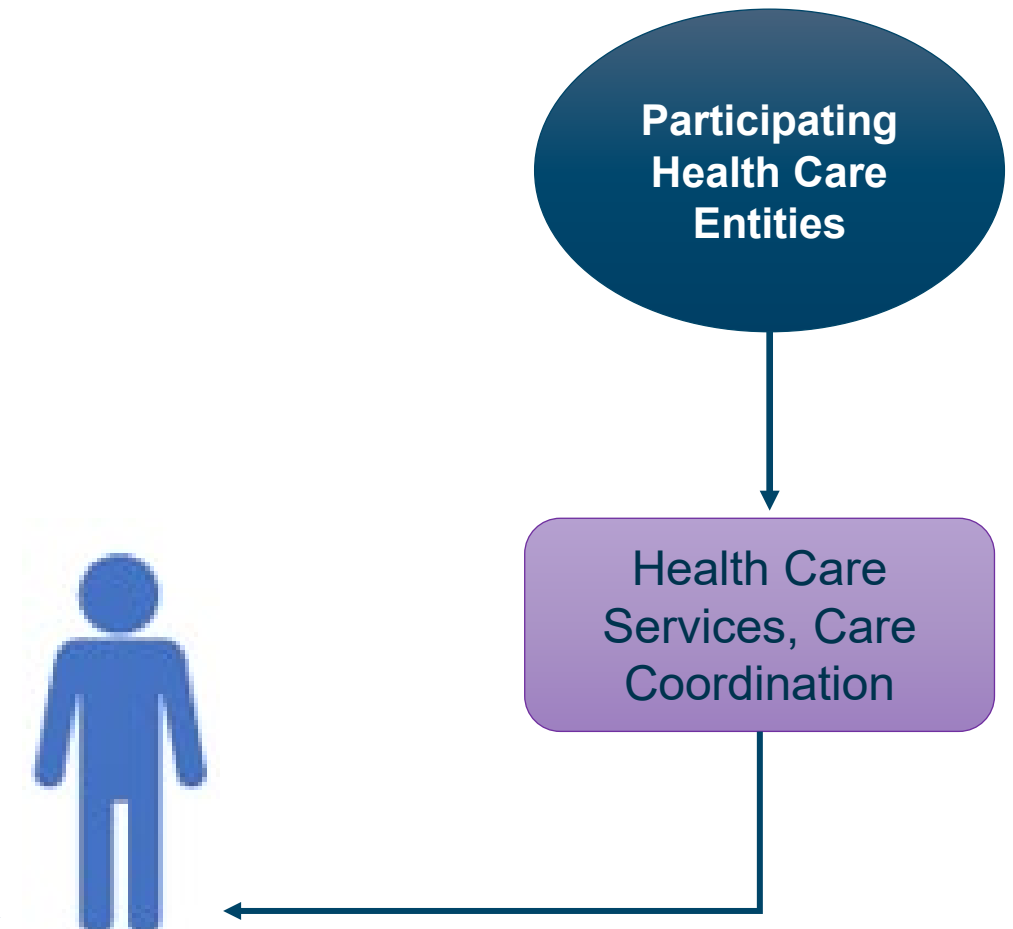 Participating
Health Care
Entities
Health Care
Services, Care
Coordination